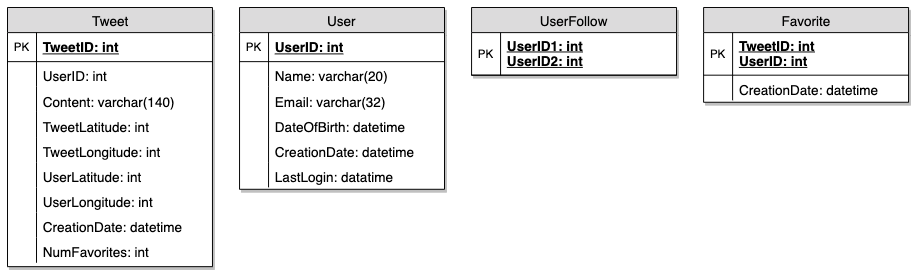 Tweet
PK TweetID: int
UserID: int
Content: varchar(140)
TweetLatitude: int
TweetLongitude: int
UserLatitude: int
UserLongitude: int
CreationDate: datetime
NumFavorites: int
User
PK UserID: int
Name: varchar(20)
Email: varchar(32)
DateOfBirth: datetime
CreationDate: datetime
LastLogin: datatime
UserFollow
PK UserID1: int
UserID2: int
Favorite
PK TweetID: int
UserID: int
CreationDate: datetime